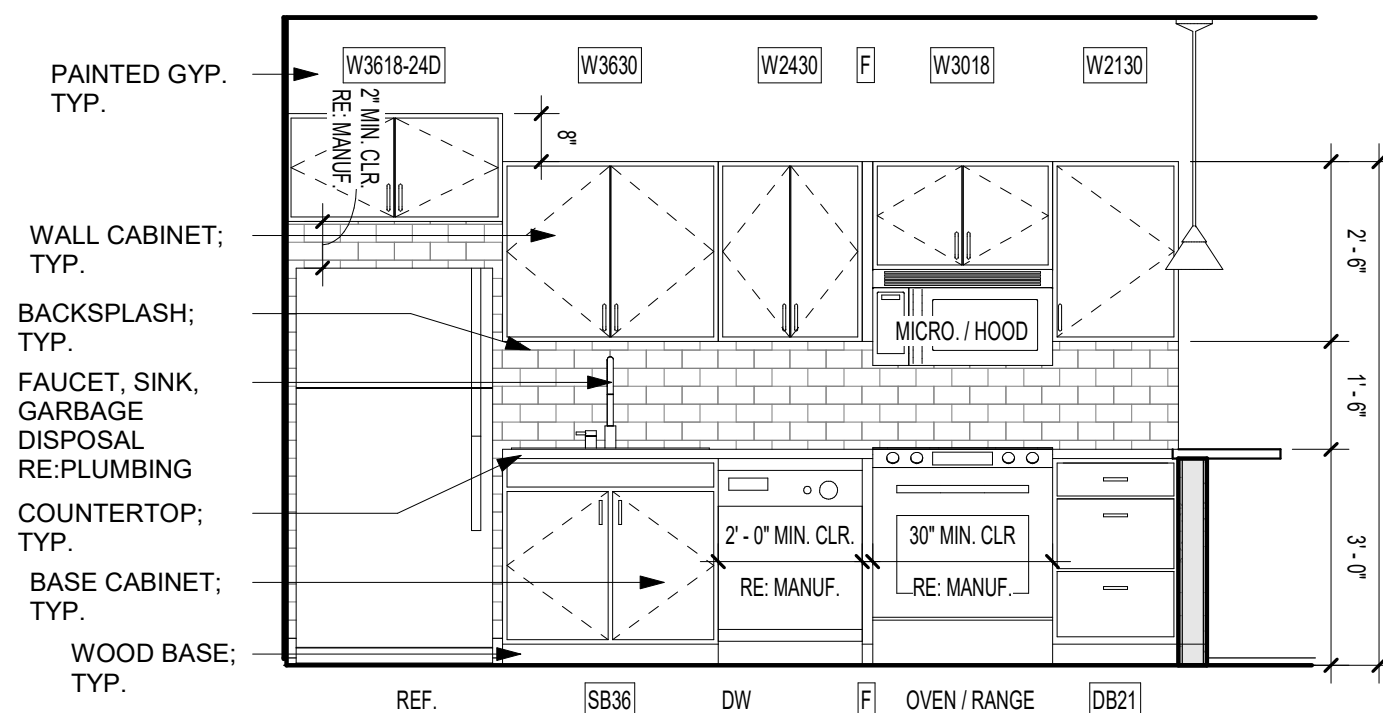 W3618-24D
W3630
W2430
F
W3018
W2130
PAINTED GYP.
TYP.
2" MIN. CLR.
RE: MANUF.
8"
WALL CABINET;
TYP.
2' - 6"
BACKSPLASH;
TYP.
MICRO. / HOOD
FAUCET, SINK,
GARBAGE
DISPOSAL
RE:PLUMBING
1' - 6"
COUNTERTOP;
TYP.
2' - 0" MIN. CLR.
RE: MANUF.
30" MIN. CLR
RE: MANUF.
3' - 0"
BASE CABINET;
TYP.
WOOD BASE;
TYP.
REF.
SB36
DW
F
OVEN / RANGE
DB21